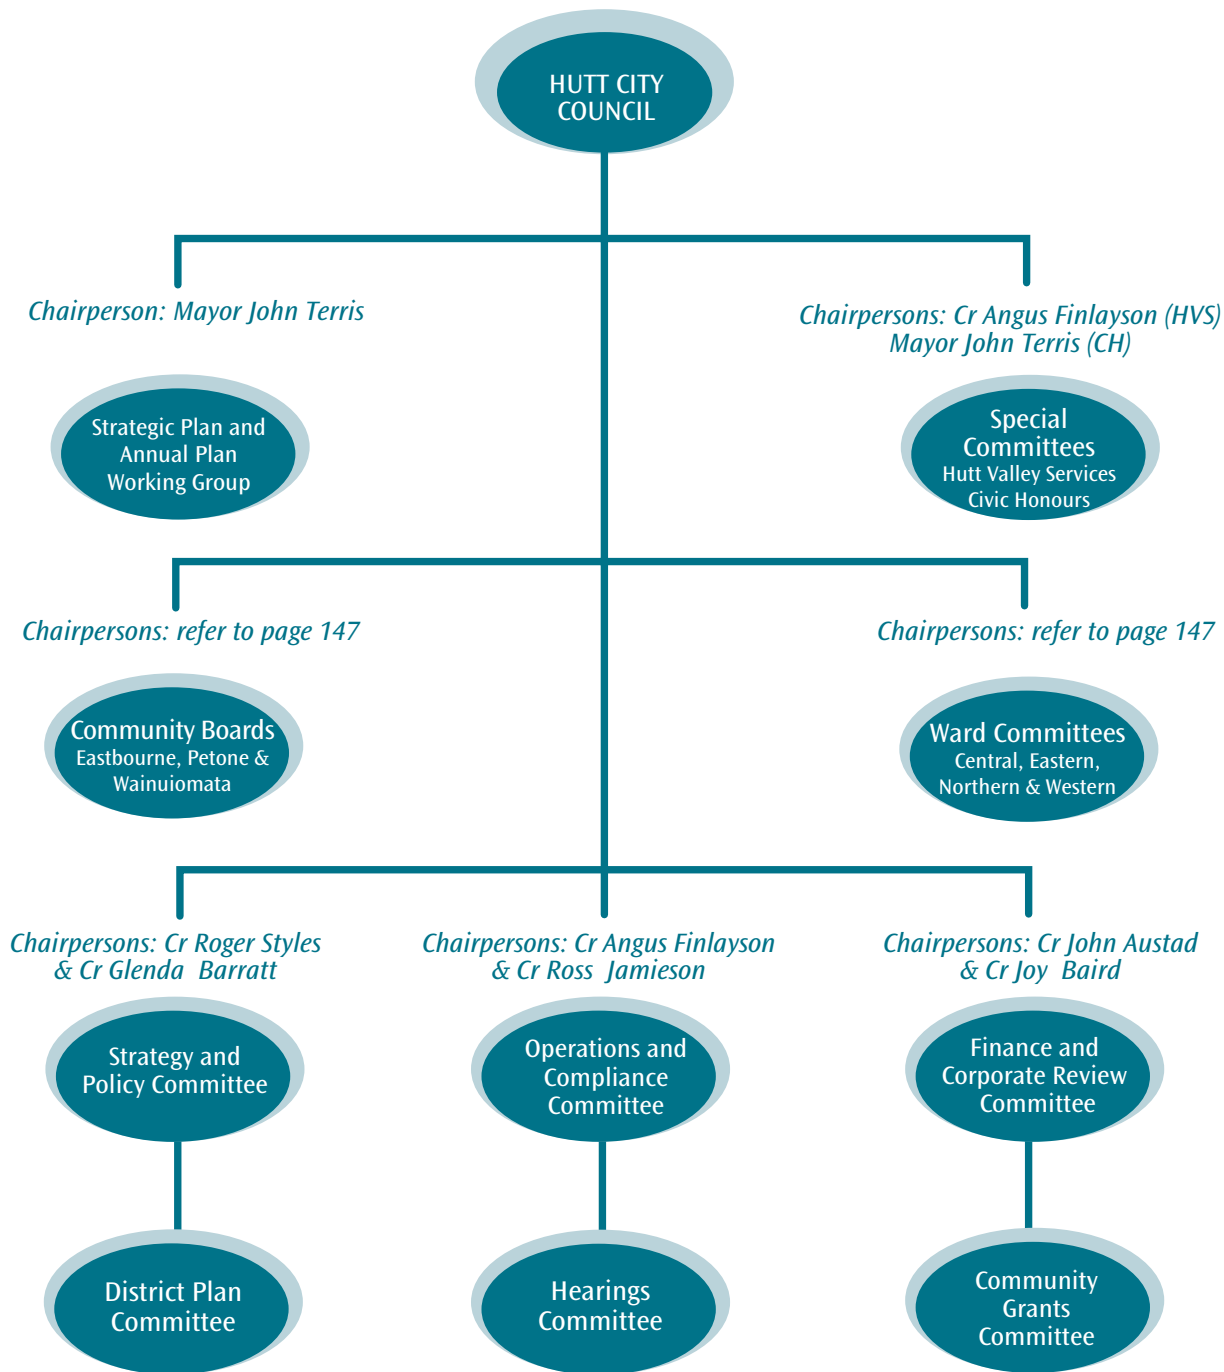 HUTT CITY
COUNCIL
Chairperson: Mayor John Terris
Chairpersons: Cr Angus Finlayson (HVS)
Mayor John Terris (CH)
Strategic Plan and
Annual Plan
Working Group
Special
Committees
Hutt Valley Services
Civic Honours
Chairpersons: refer to page 147
Chairpersons: refer to page 147
Community Boards
Eastbourne, Petone &
Wainuiomata
Ward Committees
Central, Eastern,
Northern & Western
Chairpersons: Cr Roger Styles
& Cr Glenda Barratt
Chairpersons: Cr Angus Finlayson
& Cr Ross Jamieson
Chairpersons: Cr John Austad
& Cr Joy Baird
Strategy and
Policy Committee
Operations and
Compliance
Committee
Finance and
Corporate Review
Committee
District Plan
Committee
Hearings
Committee
Community
Grants
Committee